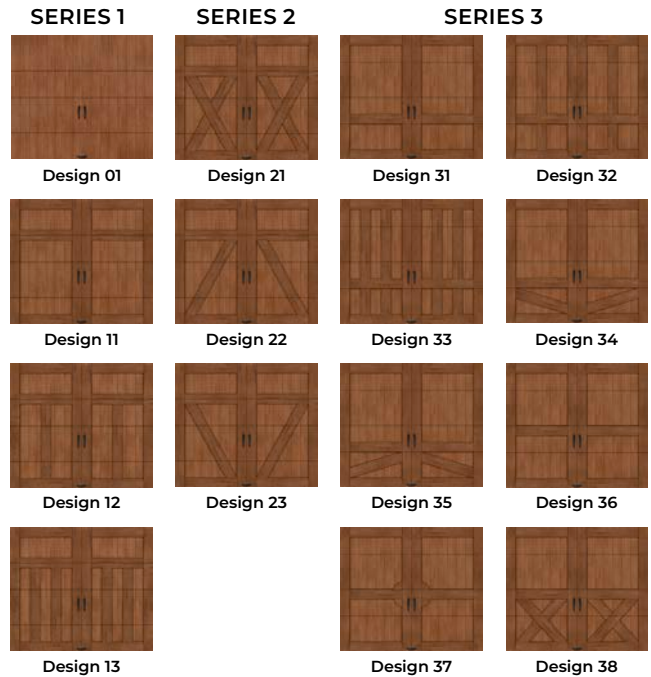 SERIES 1
SERIES 2
SERIES 3
Design 01
Design 21
Design 31
Design 32
Design 11
Design 22
Design 33
Design 34
Design 12
Design 23
Design 35
Design 36
Design 13
Design 37
Design 38